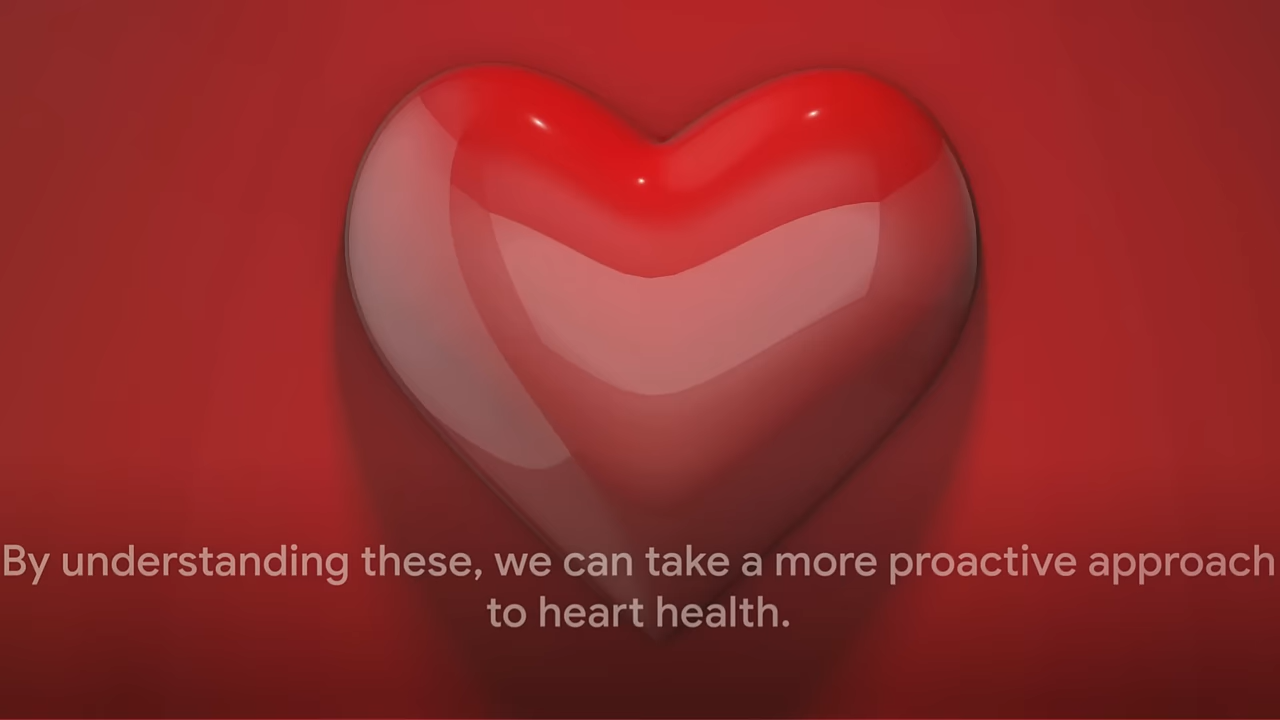 By understanding these, we can take a more proactive approach
to heart health.